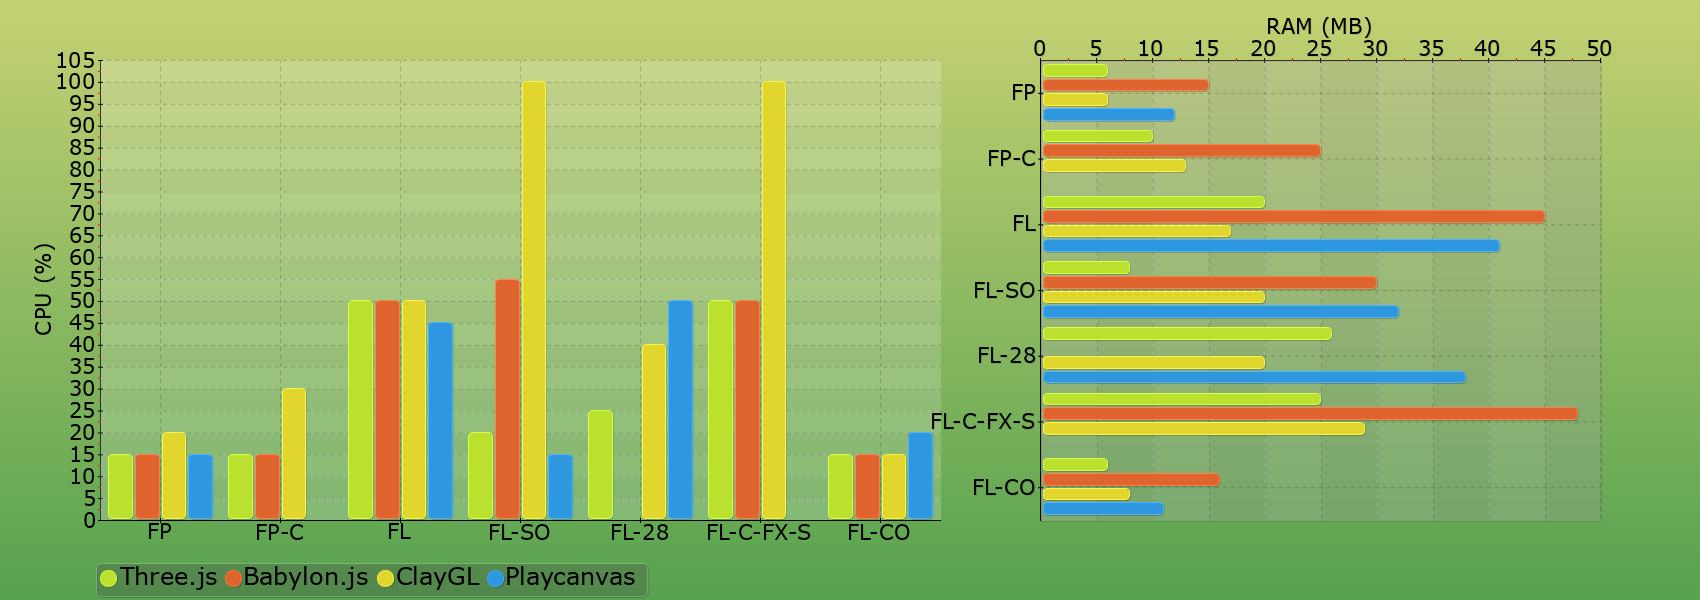 RAM (MB)
0 5 10 15 20 25 30 35 40 45 50
105
100
95
90
85
80
75
70
65
60
55
50
45
40
35
30
25
20
15
10
5
0
CPU (%)
FP FP-C FL FL-SO FL-28 FL-C-FX-S FL-CO
FP
FP-C
FL
FL-SO
FL-28
FL-C-FX-S
FL-CO
Three.js Babylon.js ClayGL Playcanvas